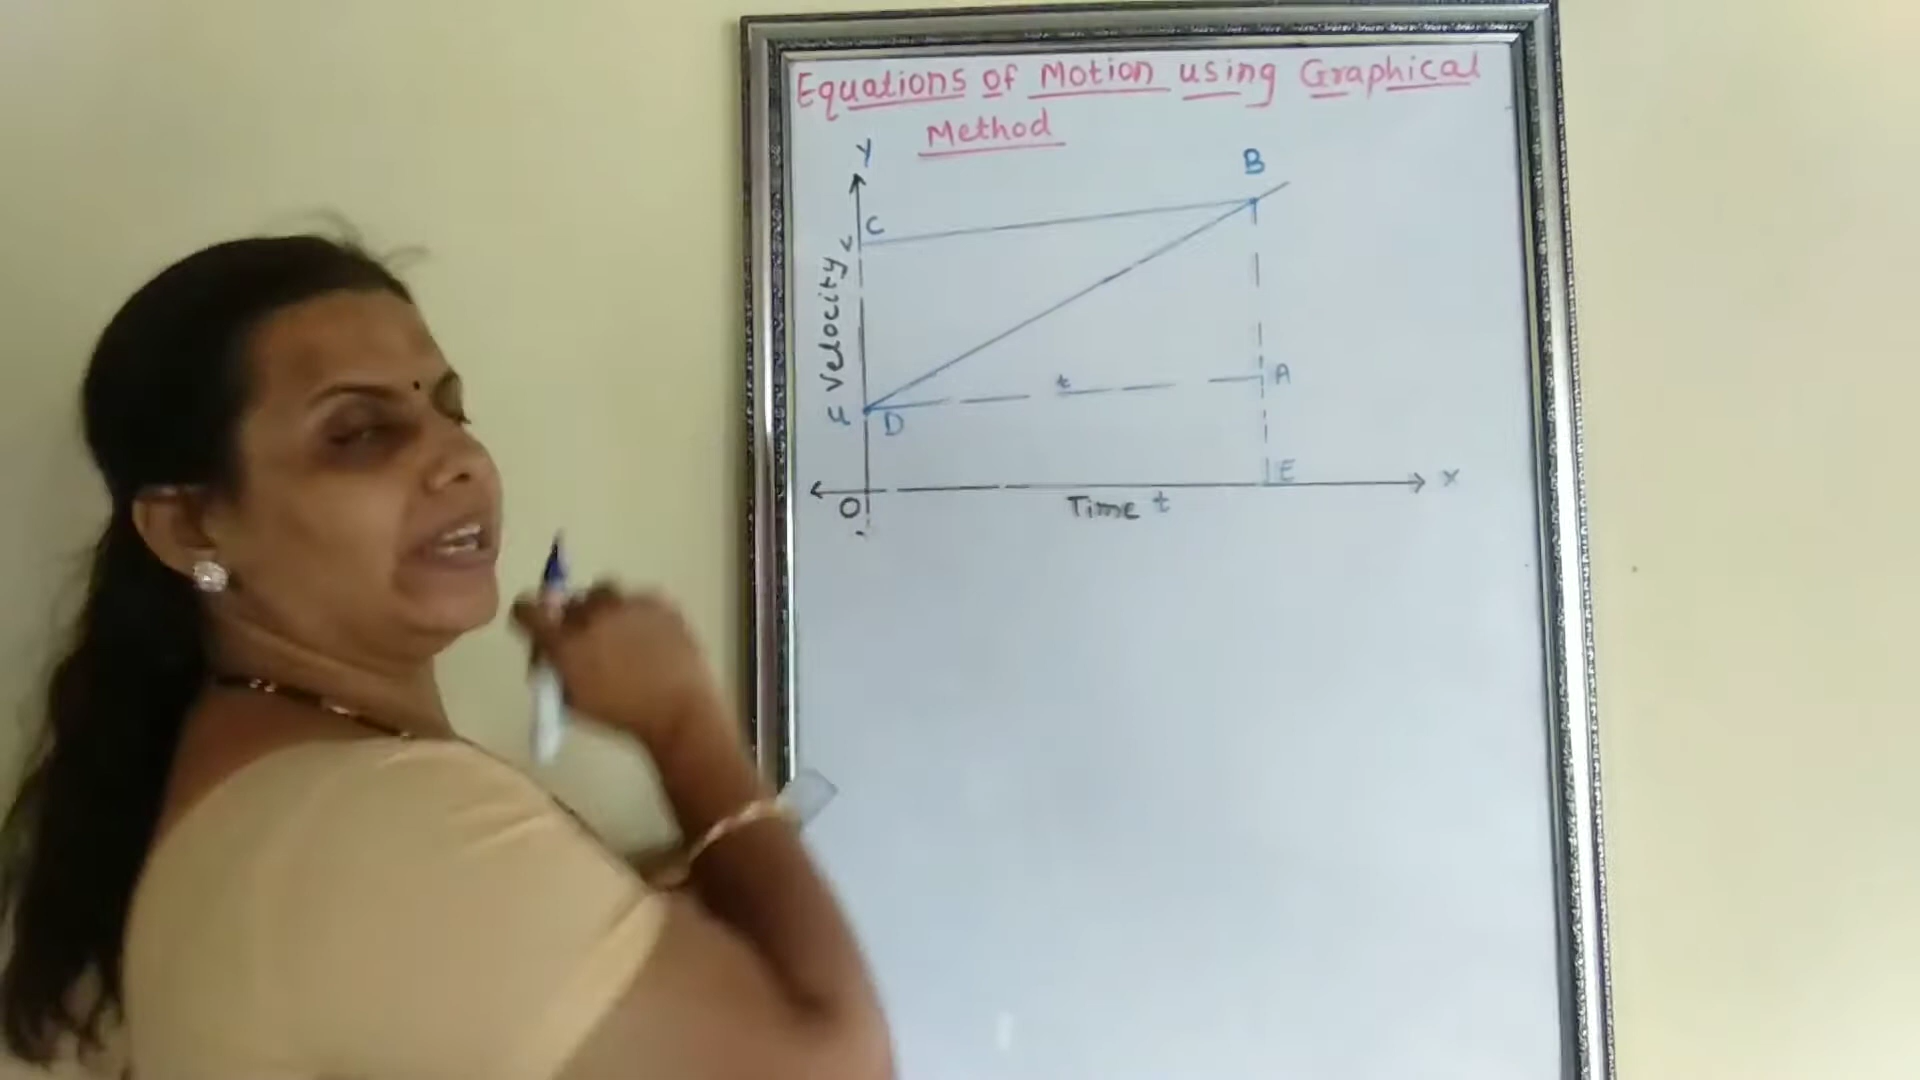 Equations of Motion using Graphical
Method
Y
B
C
v
Velocity
t
A
u
D
E
X
O
Time t